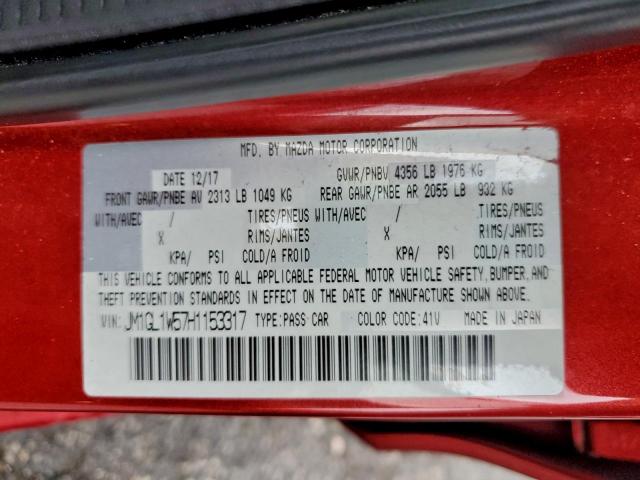 MFD. BY MAZDA MOTOR CORPORATION
DATE 12/17 GVWR/PNBV 4356 LB 1976 KG
FRONT GAWR/PNBE AV 2313 LB 1049 KG REAR GAWR/PNBE AR 2055 LB 932 KG
WITH/AVEC / TIRES/PNEUS WITH/AVEC / TIRES/PNEUS
X RIMS/JANTES X RIMS/JANTES
KPA/ PSI COLD/A FROID KPA/ PSI COLD/A FROID
THIS VEHICLE CONFORMS TO ALL APPLICABLE FEDERAL MOTOR VEHICLE SAFETY, BUMPER, AND
THEFT PREVENTION STANDARDS IN EFFECT ON THE DATE OF MANUFACTURE SHOWN ABOVE.
VIN: JM1GL1W57H1153317 TYPE:PASS CAR COLOR CODE:41V MADE IN JAPAN